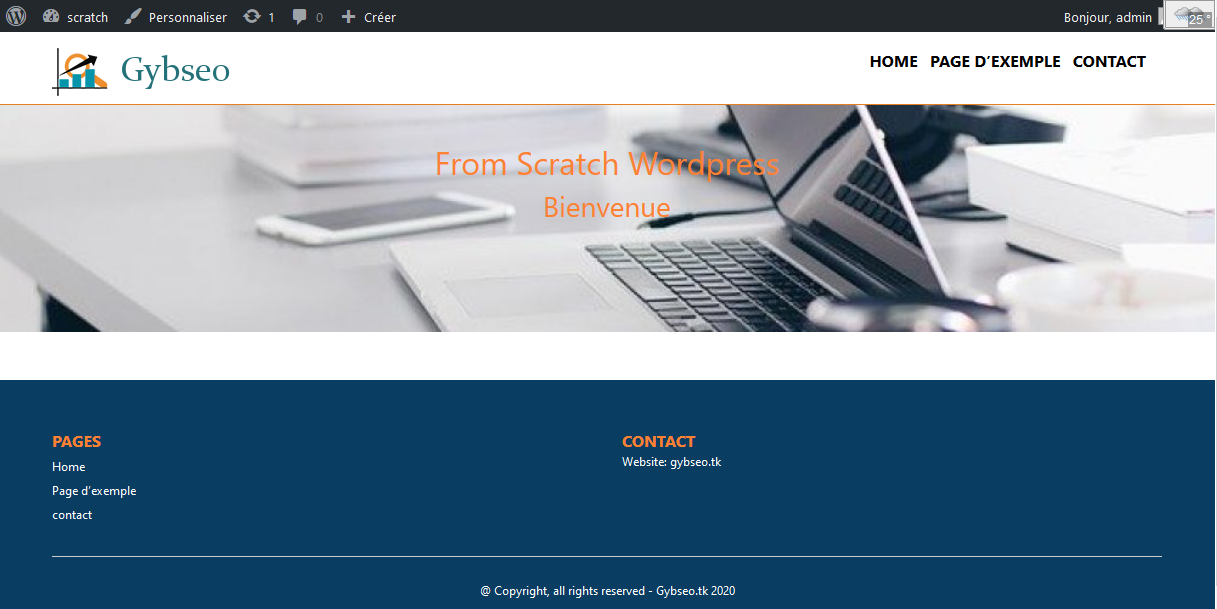 scratch Personnaliser 1 0 Créer Bonjour, admin 25 °
Gybseo HOME PAGE D'EXEMPLE CONTACT
From Scratch Wordpress
Bienvenue
PAGES
Home
Page d'exemple
contact
CONTACT
Website: gybseo.tk
@ Copyright, all rights reserved - Gybseo.tk 2020